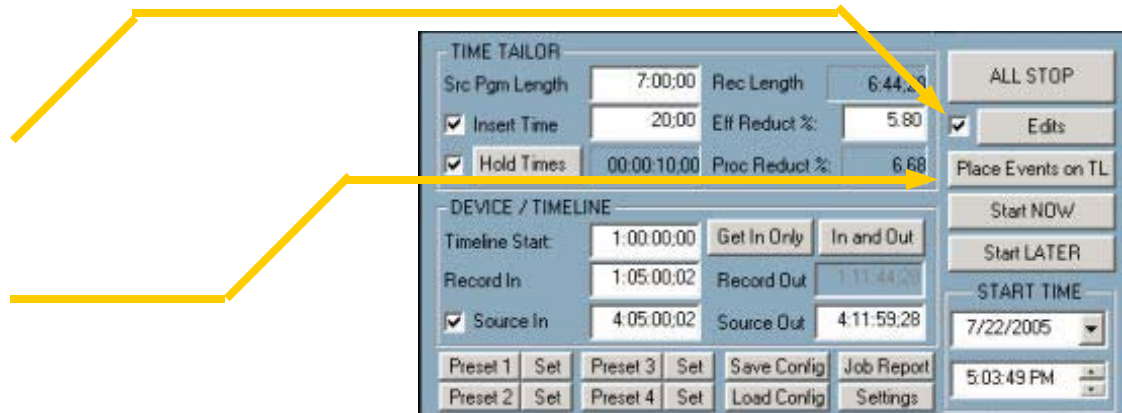 TIME TAILOR
Src Pgm Length 7:00;00 Rec Length 6:44;28
Insert Time 20;00 Eff Reduct %: 5.80
Hold Times 00:00:10;00 Proc Reduct %: 6.68
DEVICE / TIMELINE
Timeline Start: 1:00:00;00 Get In Only In and Out
Record In 1:05:00;02 Record Out 1:11:44;28
Source In 4:05:00;02 Source Out 4:11:59;28
Preset 1 Set Preset 3 Set Save Config Job Report
Preset 2 Set Preset 4 Set Load Config Settings
ALL STOP
Edits
Place Events on TL
Start NOW
Start LATER
START TIME
7/22/2005
5:03:49 PM